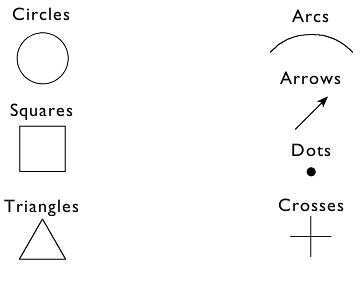 Circles
Squares
Triangles
Arcs
Arrows
Dots
Crosses